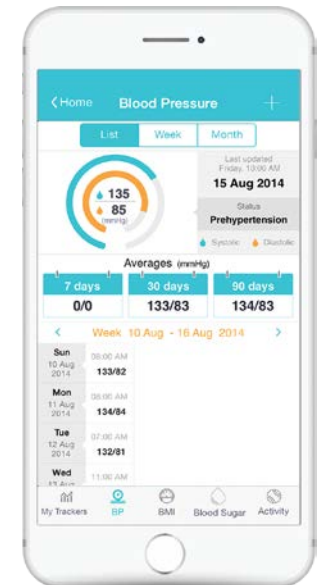 Home Blood Pressure
List Week Month
Last updated
Friday, 10:00 AM
15 Aug 2014
Status
Prehypertension
135
85
(mmHg)
Systolic Diastolic
Averages (mmHg)
7 days 30 days 90 days
0/0 133/83 134/83
Week 10 Aug - 16 Aug 2014
Sun
10 Aug
2014
08:00 AM
133/82
Mon
11 Aug
2014
08:00 AM
134/84
Tue
12 Aug
2014
07:00 AM
132/81
Wed
13 Aug
11:00 AM
My Trackers BP BMI Blood Sugar Activity